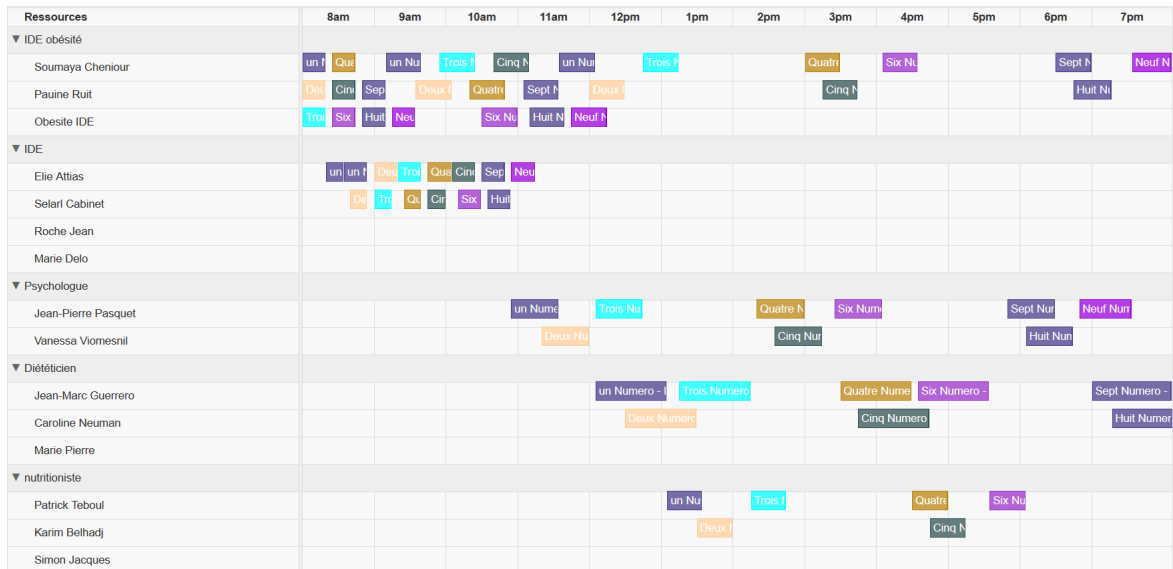 Ressources 8am 9am 10am 11am 12pm 1pm 2pm 3pm 4pm 5pm 6pm 7pm
▼ IDE obésité
Soumaya Cheniour un N Qua un Nu Trois N Cinq N un Nur Trois N Quatre Six Nu Sept N Neuf N
Pauine Ruit Deu Cinq Sep Deux Quatre Sept N Deux Cinq N Huit Nu
Obesite IDE Troi Six Huit Neu Six Nu Huit N Neuf N
▼ IDE
Elie Attias un un N Deu Troi Qua Cinq Sep Neu
Selarl Cabinet De Tr Qu Cin Six Huit
Roche Jean
Marie Delo
▼ Psychologue
Jean-Pierre Pasquet un Nume Trois Nu Quatre N Six Nume Sept Nur Neuf Num
Vanessa Viomesnil Deux Nu Cinq Nur Huit Nun
▼ Diététicien
Jean-Marc Guerrero un Numero - I Trois Numero Quatre Nume Six Numero - Sept Numero -
Caroline Neuman Deux Numero Cinq Numero Huit Numer
Marie Pierre
▼ nutritioniste
Patrick Teboul un Nu Trois N Quatre Six Nu
Karim Belhadj Deux N Cinq N
Simon Jacques